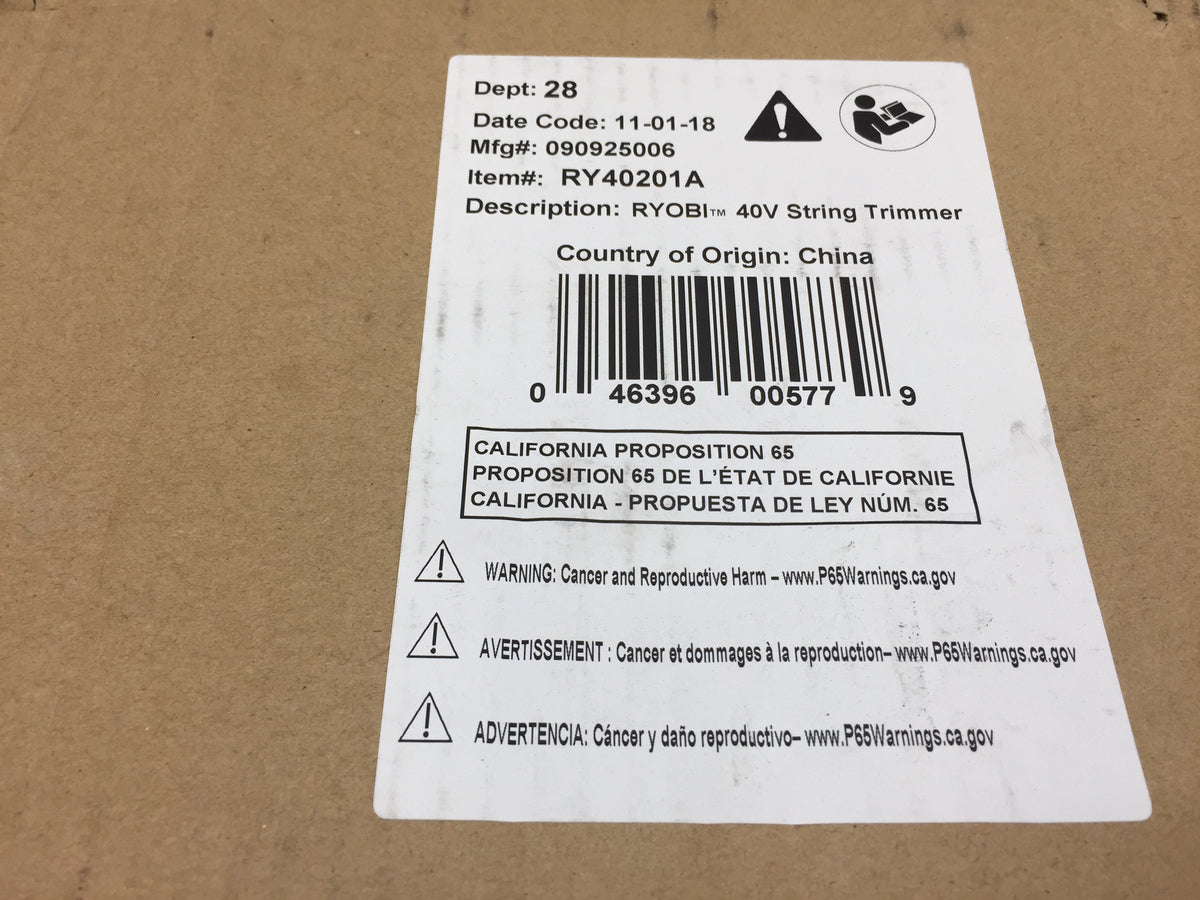 Dept: 28
Date Code: 11-01-18
Mfg#: 090925006
Item#: RY40201A
Description: RYOBI™ 40V String Trimmer
Country of Origin: China
0 46396 00577 9
CALIFORNIA PROPOSITION 65
PROPOSITION 65 DE L'ÉTAT DE CALIFORNIE
CALIFORNIA - PROPUESTA DE LEY NÚM. 65
WARNING: Cancer and Reproductive Harm – www.P65Warnings.ca.gov
AVERTISSEMENT : Cancer et dommages à la reproduction– www.P65Warnings.ca.gov
ADVERTENCIA: Cáncer y daño reproductivo– www.P65Warnings.ca.gov